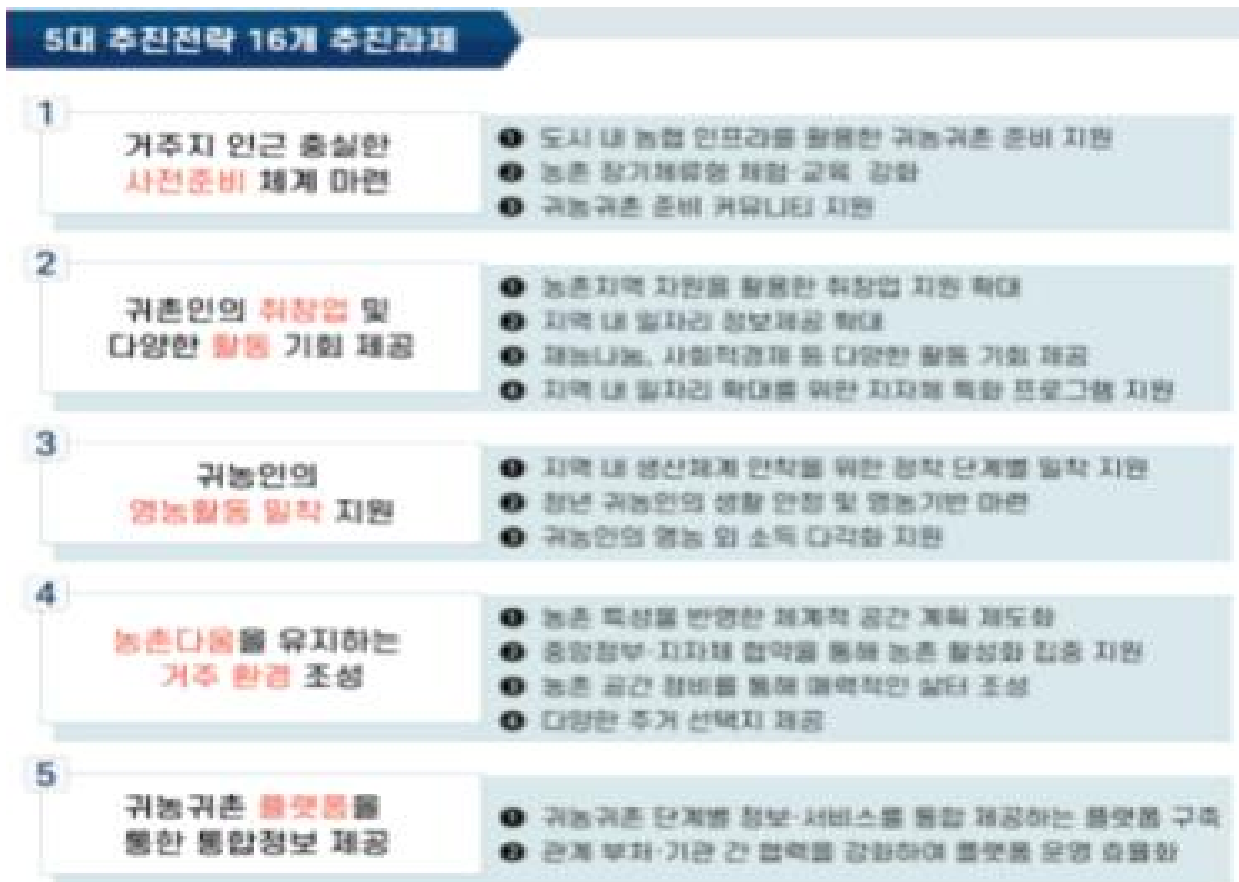 5대 추진전략 16개 추진과제
1
거주지 인근 충실한
사전준비 체계 마련
❶ 도시 내 농협 인프라를 활용한 귀농귀촌 준비 지원
❷ 농촌 장기체류형 체험·교육 강화
❸ 귀농귀촌 준비 커뮤니티 지원
2
귀촌인의 취창업 및
다양한 활동 기회 제공
❶ 농촌지역 자원을 활용한 취창업 지원 확대
❷ 지역 내 일자리 정보제공 확대
❸ 재능나눔, 사회적경제 등 다양한 활동 기회 제공
❹ 지역 내 일자리 확대를 위한 지자체 특화 프로그램 지원
3
귀농인의
영농활동 밀착 지원
❶ 지역 내 생산체계 안착을 위한 정착 단계별 밀착 지원
❷ 청년 귀농인의 생활 안정 및 영농기반 마련
❸ 귀농인의 영농 외 소득 다각화 지원
4
농촌다움을 유지하는
거주 환경 조성
❶ 농촌 특성을 반영한 체계적 공간 계획 제도화
❷ 중앙정부·지자체 협약을 통해 농촌 활성화 집중 지원
❸ 농촌 공간 정비를 통해 매력적인 삶터 조성
❹ 다양한 주거 선택지 제공
5
귀농귀촌 플랫폼을
통한 통합정보 제공
❶ 귀농귀촌 단계별 정보·서비스를 통합 제공하는 플랫폼 구축
❷ 관계 부처·기관 간 협력을 강화하여 플랫폼 운영 효율화